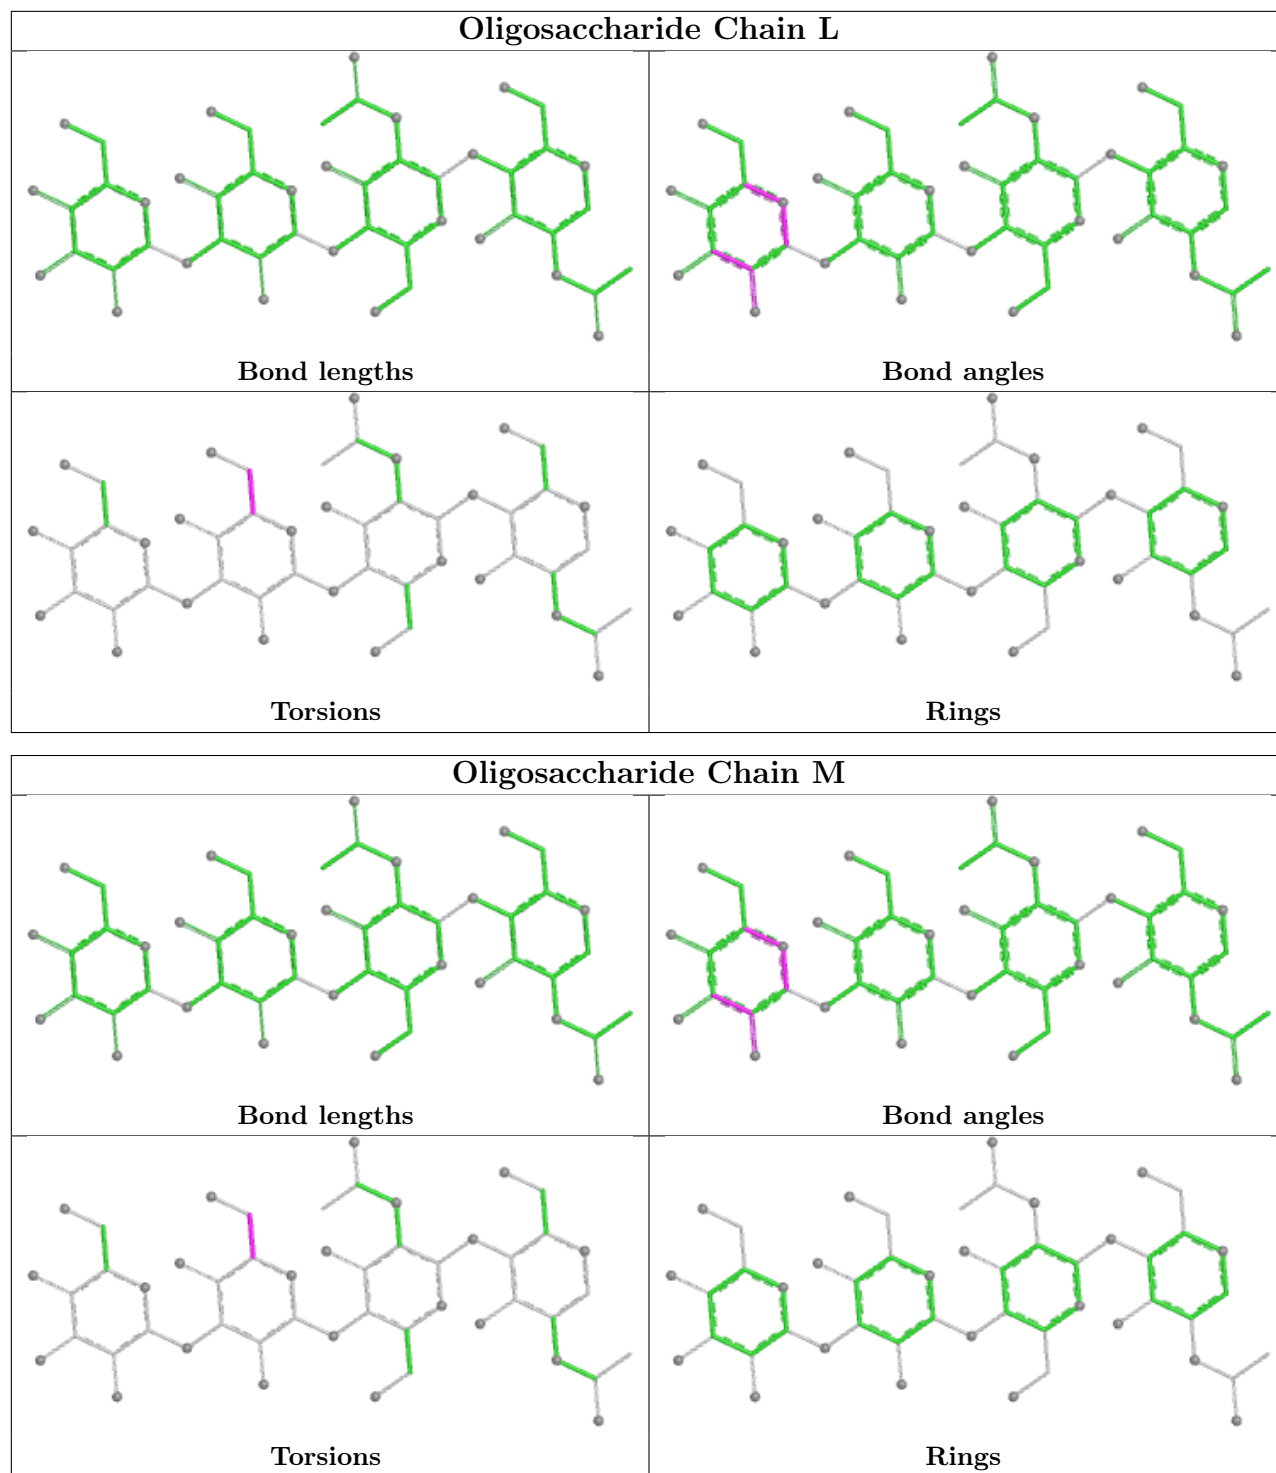 Oligosaccharide Chain L
Bond lengths
Bond angles
Torsions
Rings
Oligosaccharide Chain M
Bond lengths
Bond angles
Torsions
Rings